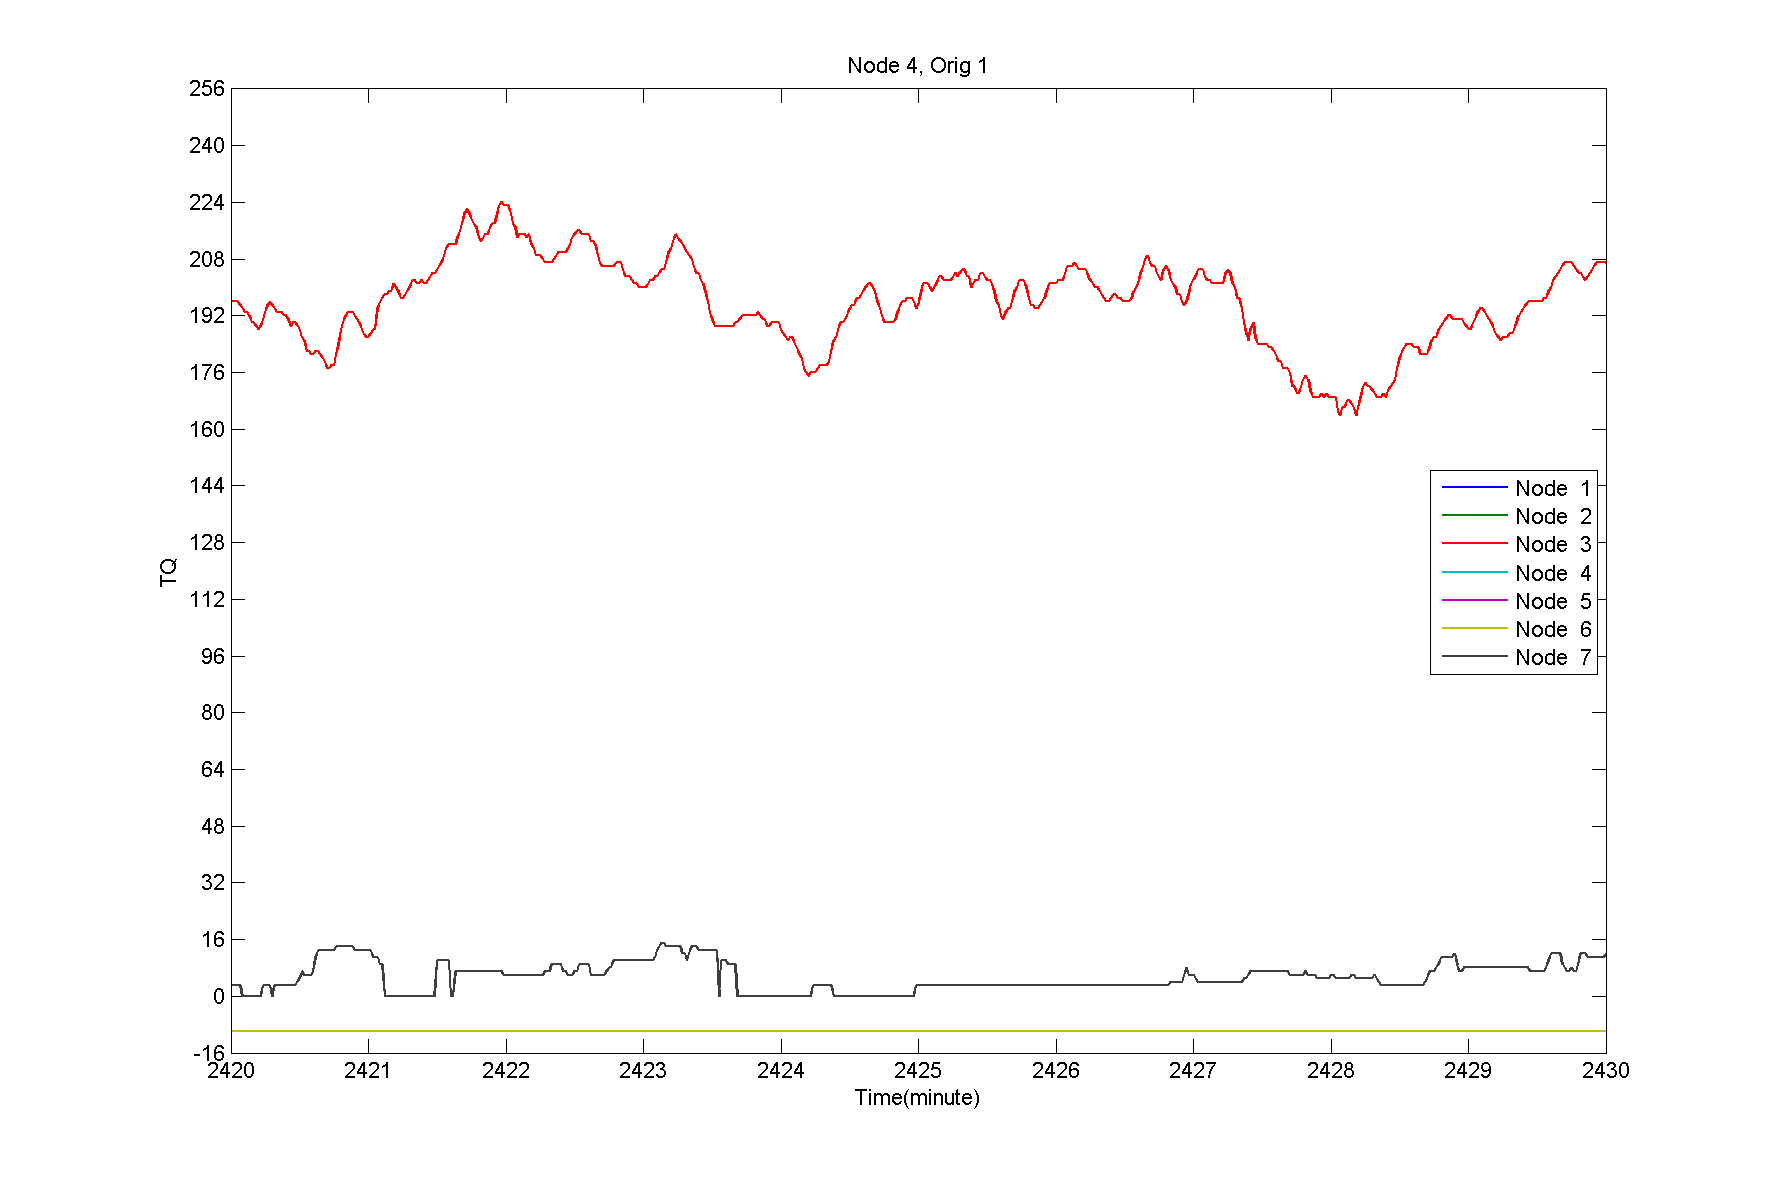 Node 4, Orig 1
256
240
224
208
192
176
160
144
128
112
96
80
64
48
32
16
0
-16
TQ
Node 1
Node 2
Node 3
Node 4
Node 5
Node 6
Node 7
2420 2421 2422 2423 2424 2425 2426 2427 2428 2429 2430
Time(minute)